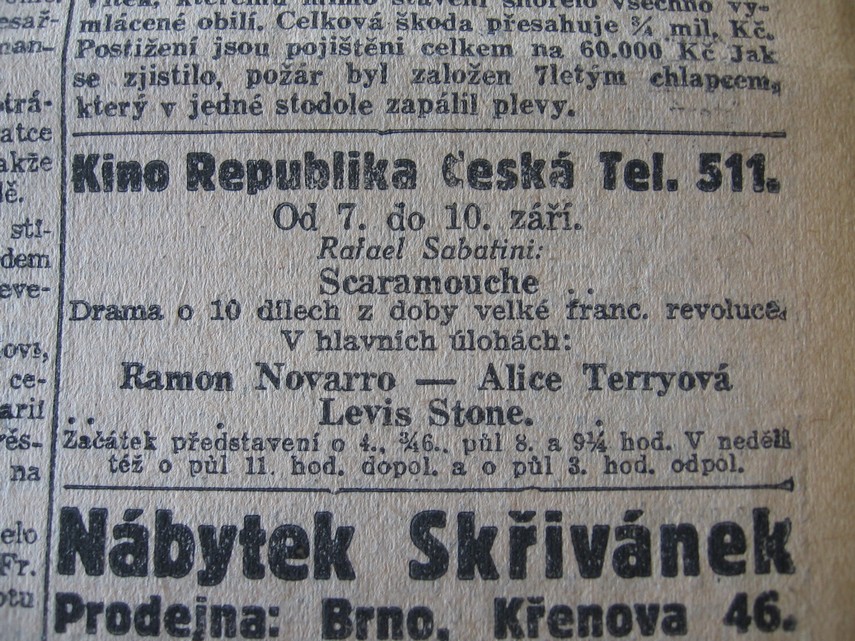 mlácené obilí. Celková škoda přesahuje ¾ mil. Kč.
Postižení jsou pojištěni celkem na 60.000 Kč Jak
se zjistilo, požár byl založen 7letým chlapcem,
který v jedné stodole zapálil plevy.
Kino Republika Česká Tel. 511.
Od 7. do 10. září.
Rafael Sabatini:
Scaramouche
Drama o 10 dílech z doby velké franc. revoluce.
V hlavních úlohách:
Ramon Novarro — Alice Terryová
Levis Stone.
Začátek představení o 4., ¾6., půl 8. a 9¼ hod. V neděli
též o půl 11. hod. dopol. a o půl 3. hod. odpol.
Nábytek Skřivánek
Prodejna: Brno, Křenova 46.